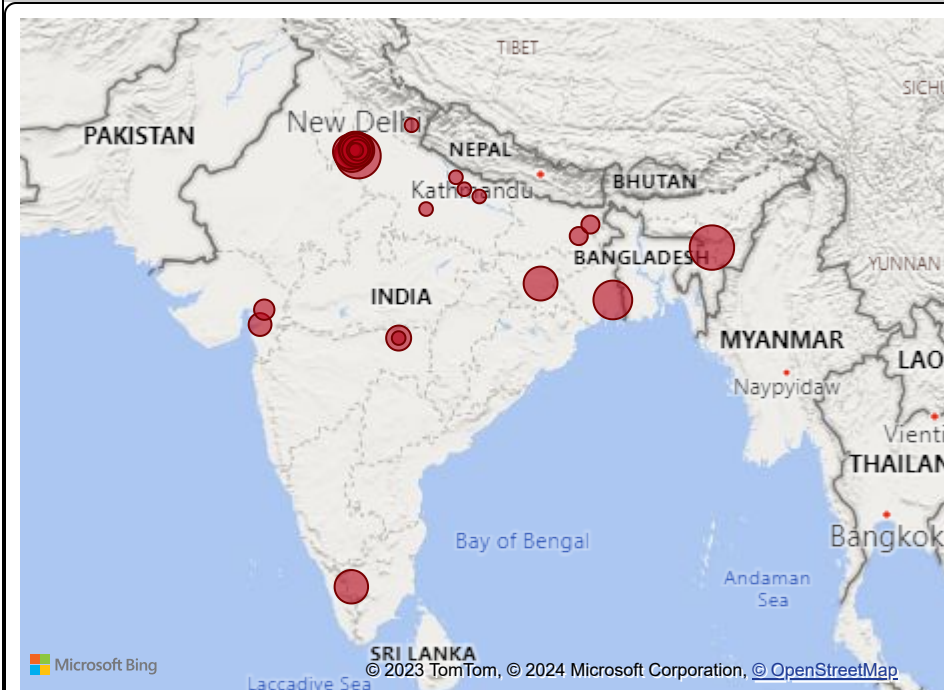 TIBET
SICHU
New Delhi
PAKISTAN
NEPAL
BHUTAN
Kathmandu
BANGLADESH
YUNNAN
INDIA
MYANMAR
LAO
Naypyidaw
Vienti
THAILAN
Bangkok
Bay of Bengal
Andaman
Sea
SRI LANKA
Microsoft Bing
© 2023 TomTom, © 2024 Microsoft Corporation, © OpenStreetMap
Laccadive Sea